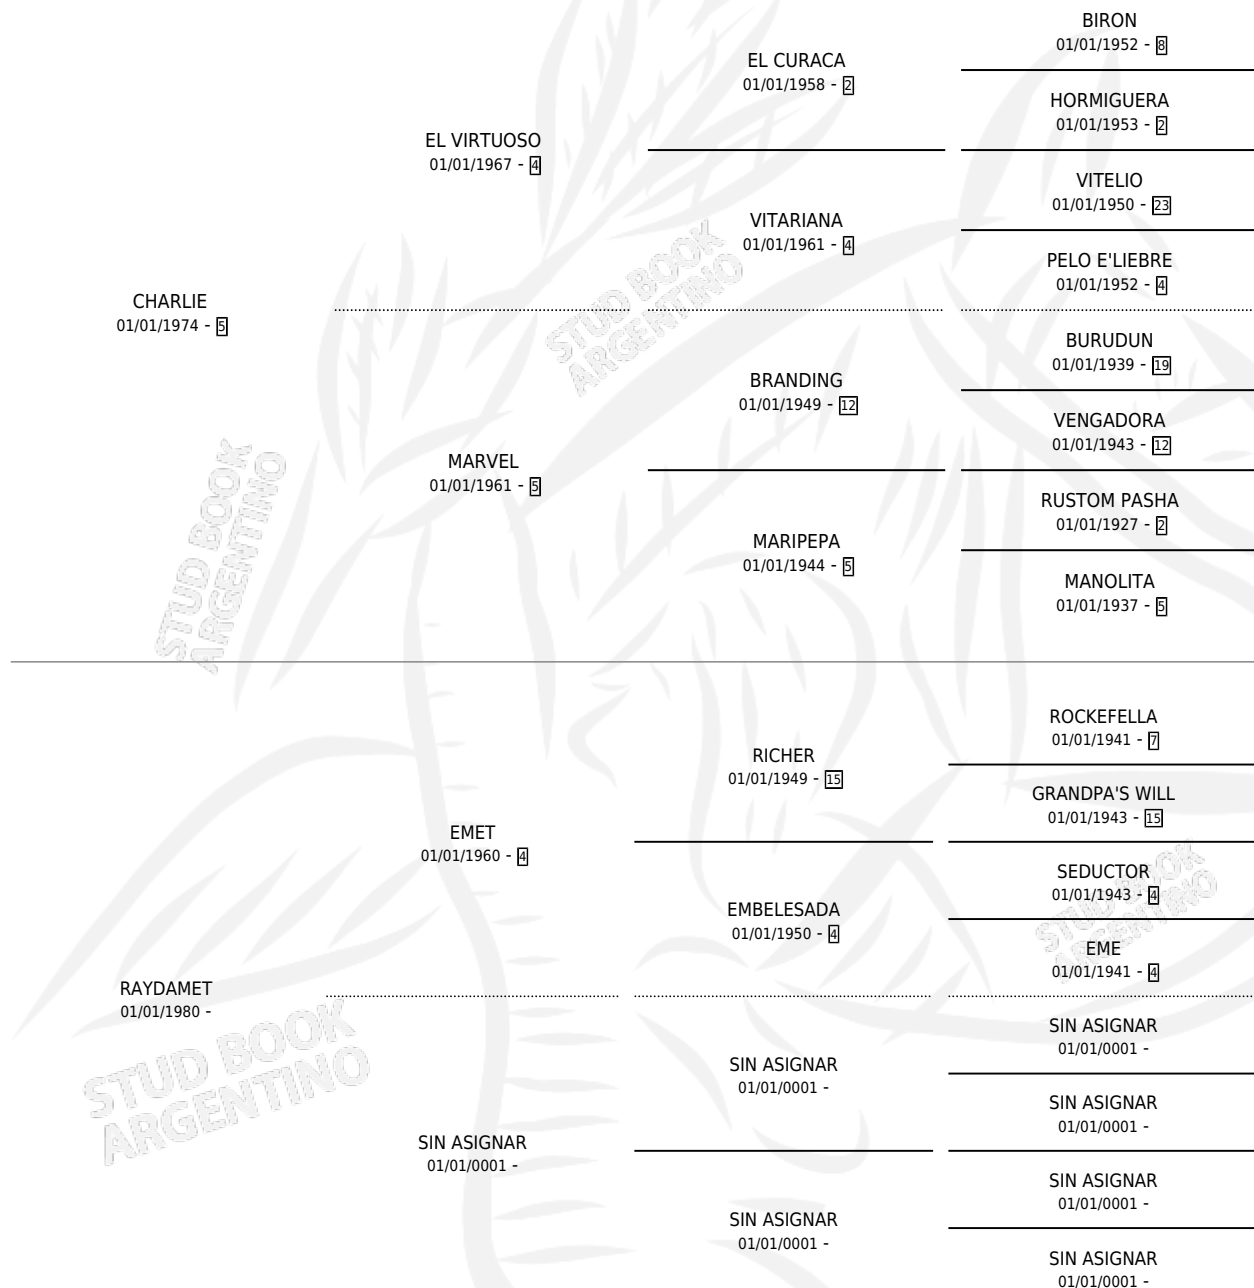 BIRON
01/01/1952 - 8
EL CURACA
01/01/1958 - 2
HORMIGUERA
01/01/1953 - 2
EL VIRTUOSO
01/01/1967 - 4
VITELIO
01/01/1950 - 23
VITARIANA
01/01/1961 - 4
PELO E'LIEBRE
01/01/1952 - 4
CHARLIE
01/01/1974 - 5
STUD BOOK
ARGENTINO
BURUDUN
01/01/1939 - 19
BRANDING
01/01/1949 - 12
VENGADORA
01/01/1943 - 12
MARVEL
01/01/1961 - 5
RUSTOM PASHA
01/01/1927 - 2
MARIPEPA
01/01/1944 - 5
MANOLITA
01/01/1937 - 5
STUD BOOK
ARGENTINO
ROCKEFELLA
01/01/1941 - 7
RICHER
01/01/1949 - 15
GRANDPA'S WILL
01/01/1943 - 15
EMET
01/01/1960 - 4
SEDUCTOR
01/01/1943 - 4
EMBELESADA
01/01/1950 - 4
EME
01/01/1941 - 4
STUD BOOK
ARGENTINO
RAYDAMET
01/01/1980 -
SIN ASIGNAR
01/01/0001 -
SIN ASIGNAR
01/01/0001 -
SIN ASIGNAR
01/01/0001 -
STUD BOOK
ARGENTINO
SIN ASIGNAR
01/01/0001 -
SIN ASIGNAR
01/01/0001 -
SIN ASIGNAR
01/01/0001 -
SIN ASIGNAR
01/01/0001 -